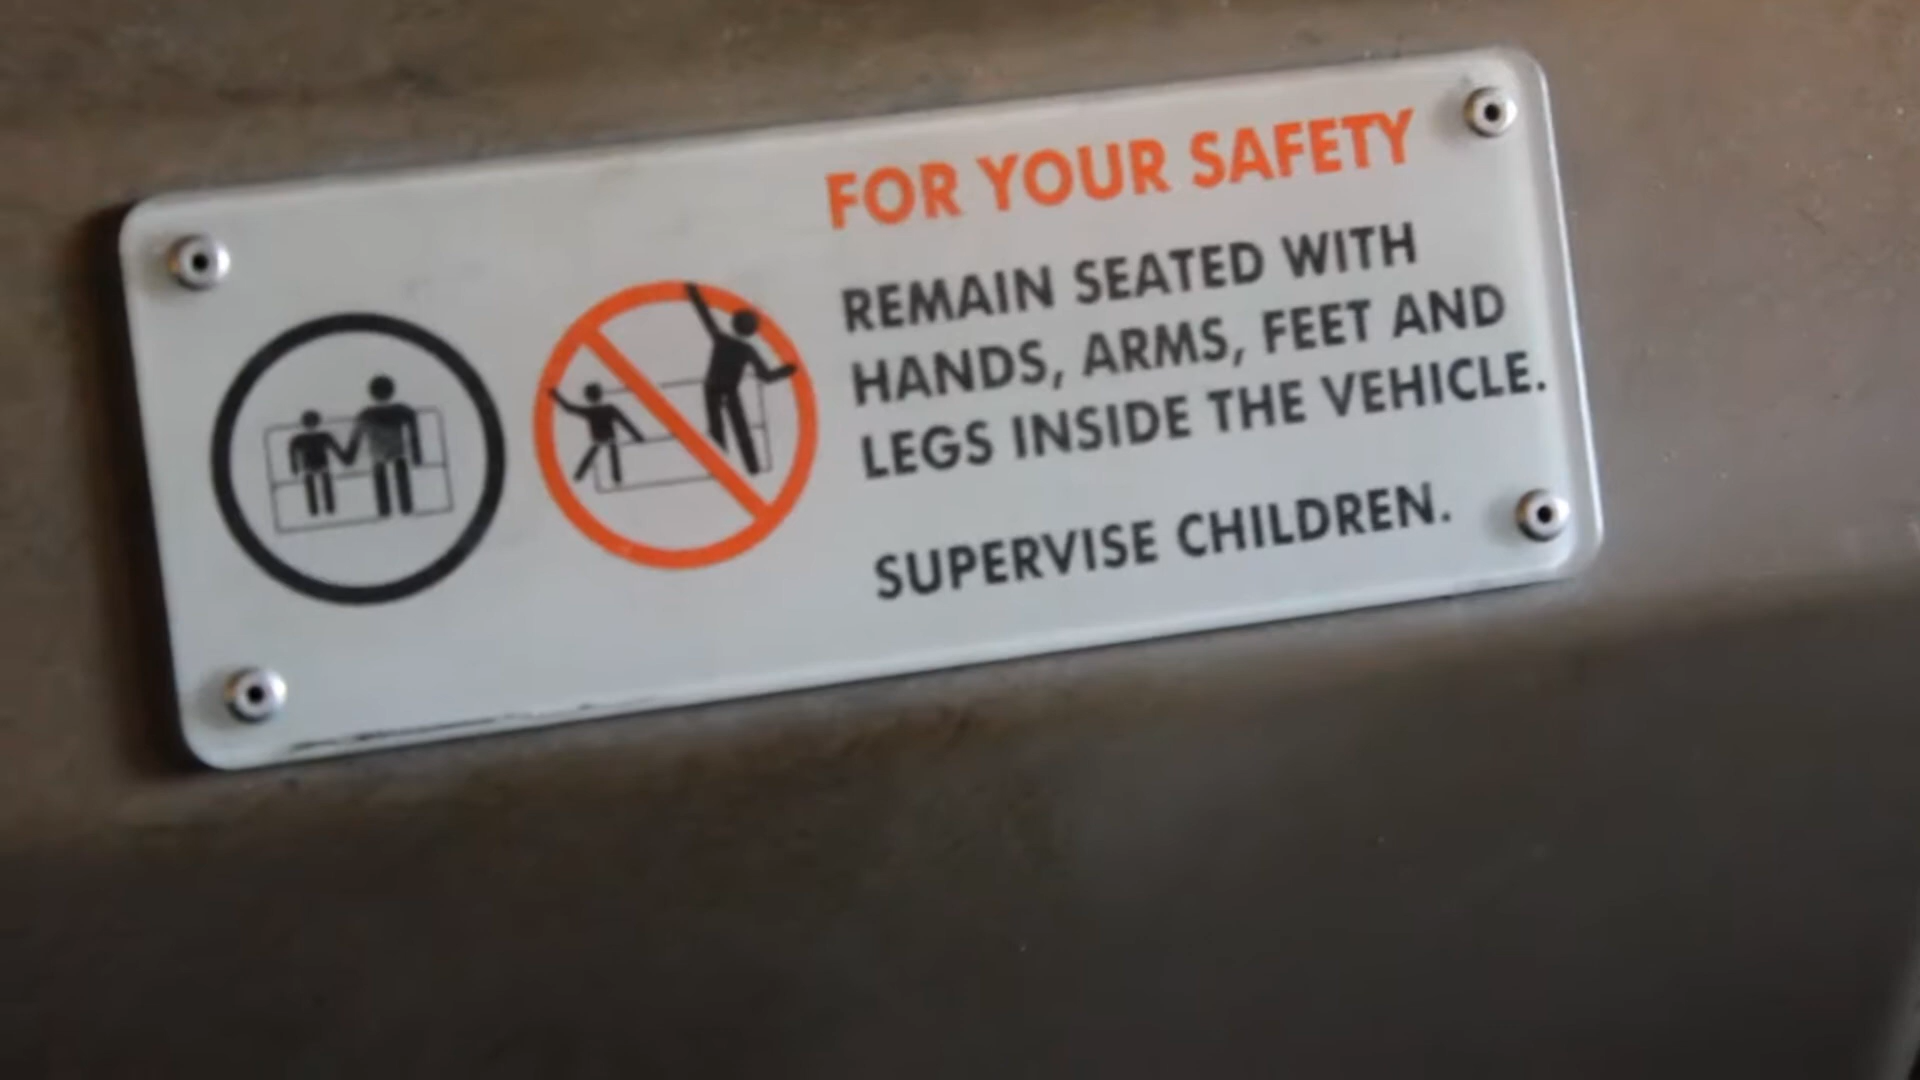 FOR YOUR SAFETY
REMAIN SEATED WITH
HANDS, ARMS, FEET AND
LEGS INSIDE THE VEHICLE.
SUPERVISE CHILDREN.